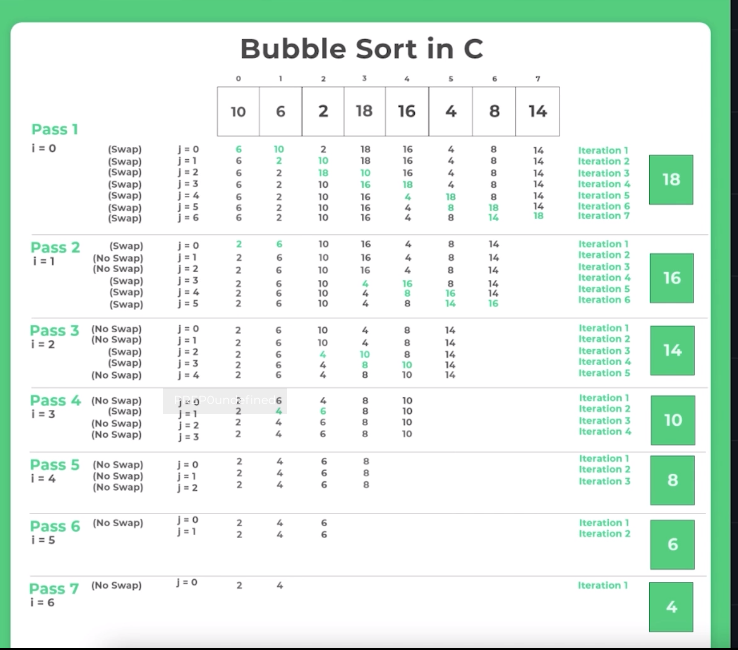 Bubble Sort in C
0 1 2 3 4 5 6 7
10 6 2 18 16 4 8 14
Pass 1
i = 0 (Swap) j = 0 6 10 2 18 16 4 8 14 Iteration 1
(Swap) j = 1 6 2 10 18 16 4 8 14 Iteration 2
(Swap) j = 2 6 2 18 10 16 4 8 14 Iteration 3
(Swap) j = 3 6 2 10 16 18 4 8 14 Iteration 4
(Swap) j = 4 6 2 10 16 4 18 8 14 Iteration 5
(Swap) j = 5 6 2 10 16 4 8 18 14 Iteration 6
(Swap) j = 6 6 2 10 16 4 8 14 18 Iteration 7
18
Pass 2 (Swap) j = 0 2 6 10 16 4 8 14 Iteration 1
i = 1 (No Swap) j = 1 2 6 10 16 4 8 14 Iteration 2
(No Swap) j = 2 2 6 10 16 4 8 14 Iteration 3
(Swap) j = 3 2 6 10 4 16 8 14 Iteration 4
(Swap) j = 4 2 6 10 4 8 16 14 Iteration 5
(Swap) j = 5 2 6 10 4 8 14 16 Iteration 6
16
Pass 3 (No Swap) j = 0 2 6 10 4 8 14 Iteration 1
i = 2 (No Swap) j = 1 2 6 10 4 8 14 Iteration 2
(Swap) j = 2 2 6 4 10 8 14 Iteration 3
(Swap) j = 3 2 6 4 8 10 14 Iteration 4
(No Swap) j = 4 2 6 4 8 10 14 Iteration 5
14
Pass 4 (No Swap) j = 0 2 6 4 8 10 Iteration 1
i = 3 (Swap) j = 1 2 4 6 8 10 Iteration 2
(No Swap) j = 2 2 4 6 8 10 Iteration 3
(No Swap) j = 3 2 4 6 8 10 Iteration 4
10
Pass 5 (No Swap) j = 0 2 4 6 8 Iteration 1
i = 4 (No Swap) j = 1 2 4 6 8 Iteration 2
(No Swap) j = 2 2 4 6 8 Iteration 3
8
Pass 6 (No Swap) j = 0 2 4 6 Iteration 1
i = 5 j = 1 2 4 6 Iteration 2
6
Pass 7 (No Swap) j = 0 2 4 Iteration 1
i = 6
4